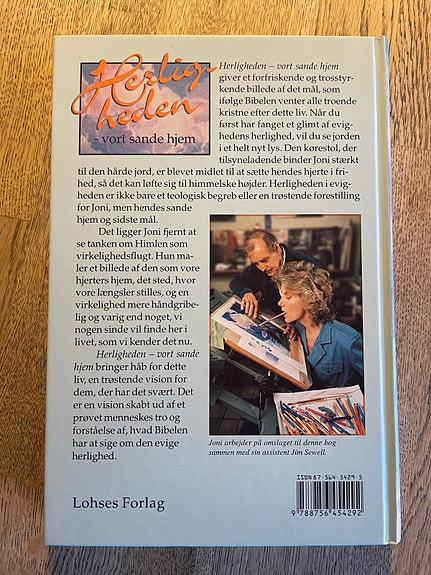 Herlig-
heden
– vort sande hjem
Herligheden – vort sande hjem
giver et forfriskende og trosstyr-
kende billede af det mål, som
ifølge Bibelen venter alle troende
kristne efter dette liv. Når du
først har fanget et glimt af evig-
hedens herlighed, vil du se jorden
i et helt nyt lys. Den kørestol, der
tilsyneladende binder Joni stærkt
til den hårde jord, er blevet midlet til at sætte hendes hjerte i fri-
hed, så det kan løfte sig til himmelske højder. Herligheden i evig-
heden er ikke bare et teologisk begreb eller en trøstende forestilling
for Joni, men hendes sande
hjem og sidste mål.
Det ligger Joni fjernt at
se tanken om Himlen som
virkelighedsflugt. Hun ma-
ler et billede af den som vore
hjerters hjem, det sted, hvor
vore længsler stilles, og en
virkelighed mere håndgribe-
lig og varig end noget, vi
nogen sinde vil finde her i
livet, som vi kender det nu.
Herligheden – vort sande
hjem bringer håb for dette
liv, en trøstende vision for
dem, der har det svært. Det
er en vision skabt ud af et
prøvet menneskes tro og
forståelse af, hvad Bibelen
har at sige om den evige
herlighed.
Joni arbejder på omslaget til denne bog
sammen med sin assistent Jim Sewell.
Lohses Forlag
ISBN 87-564-5429-5
9 788756 454292